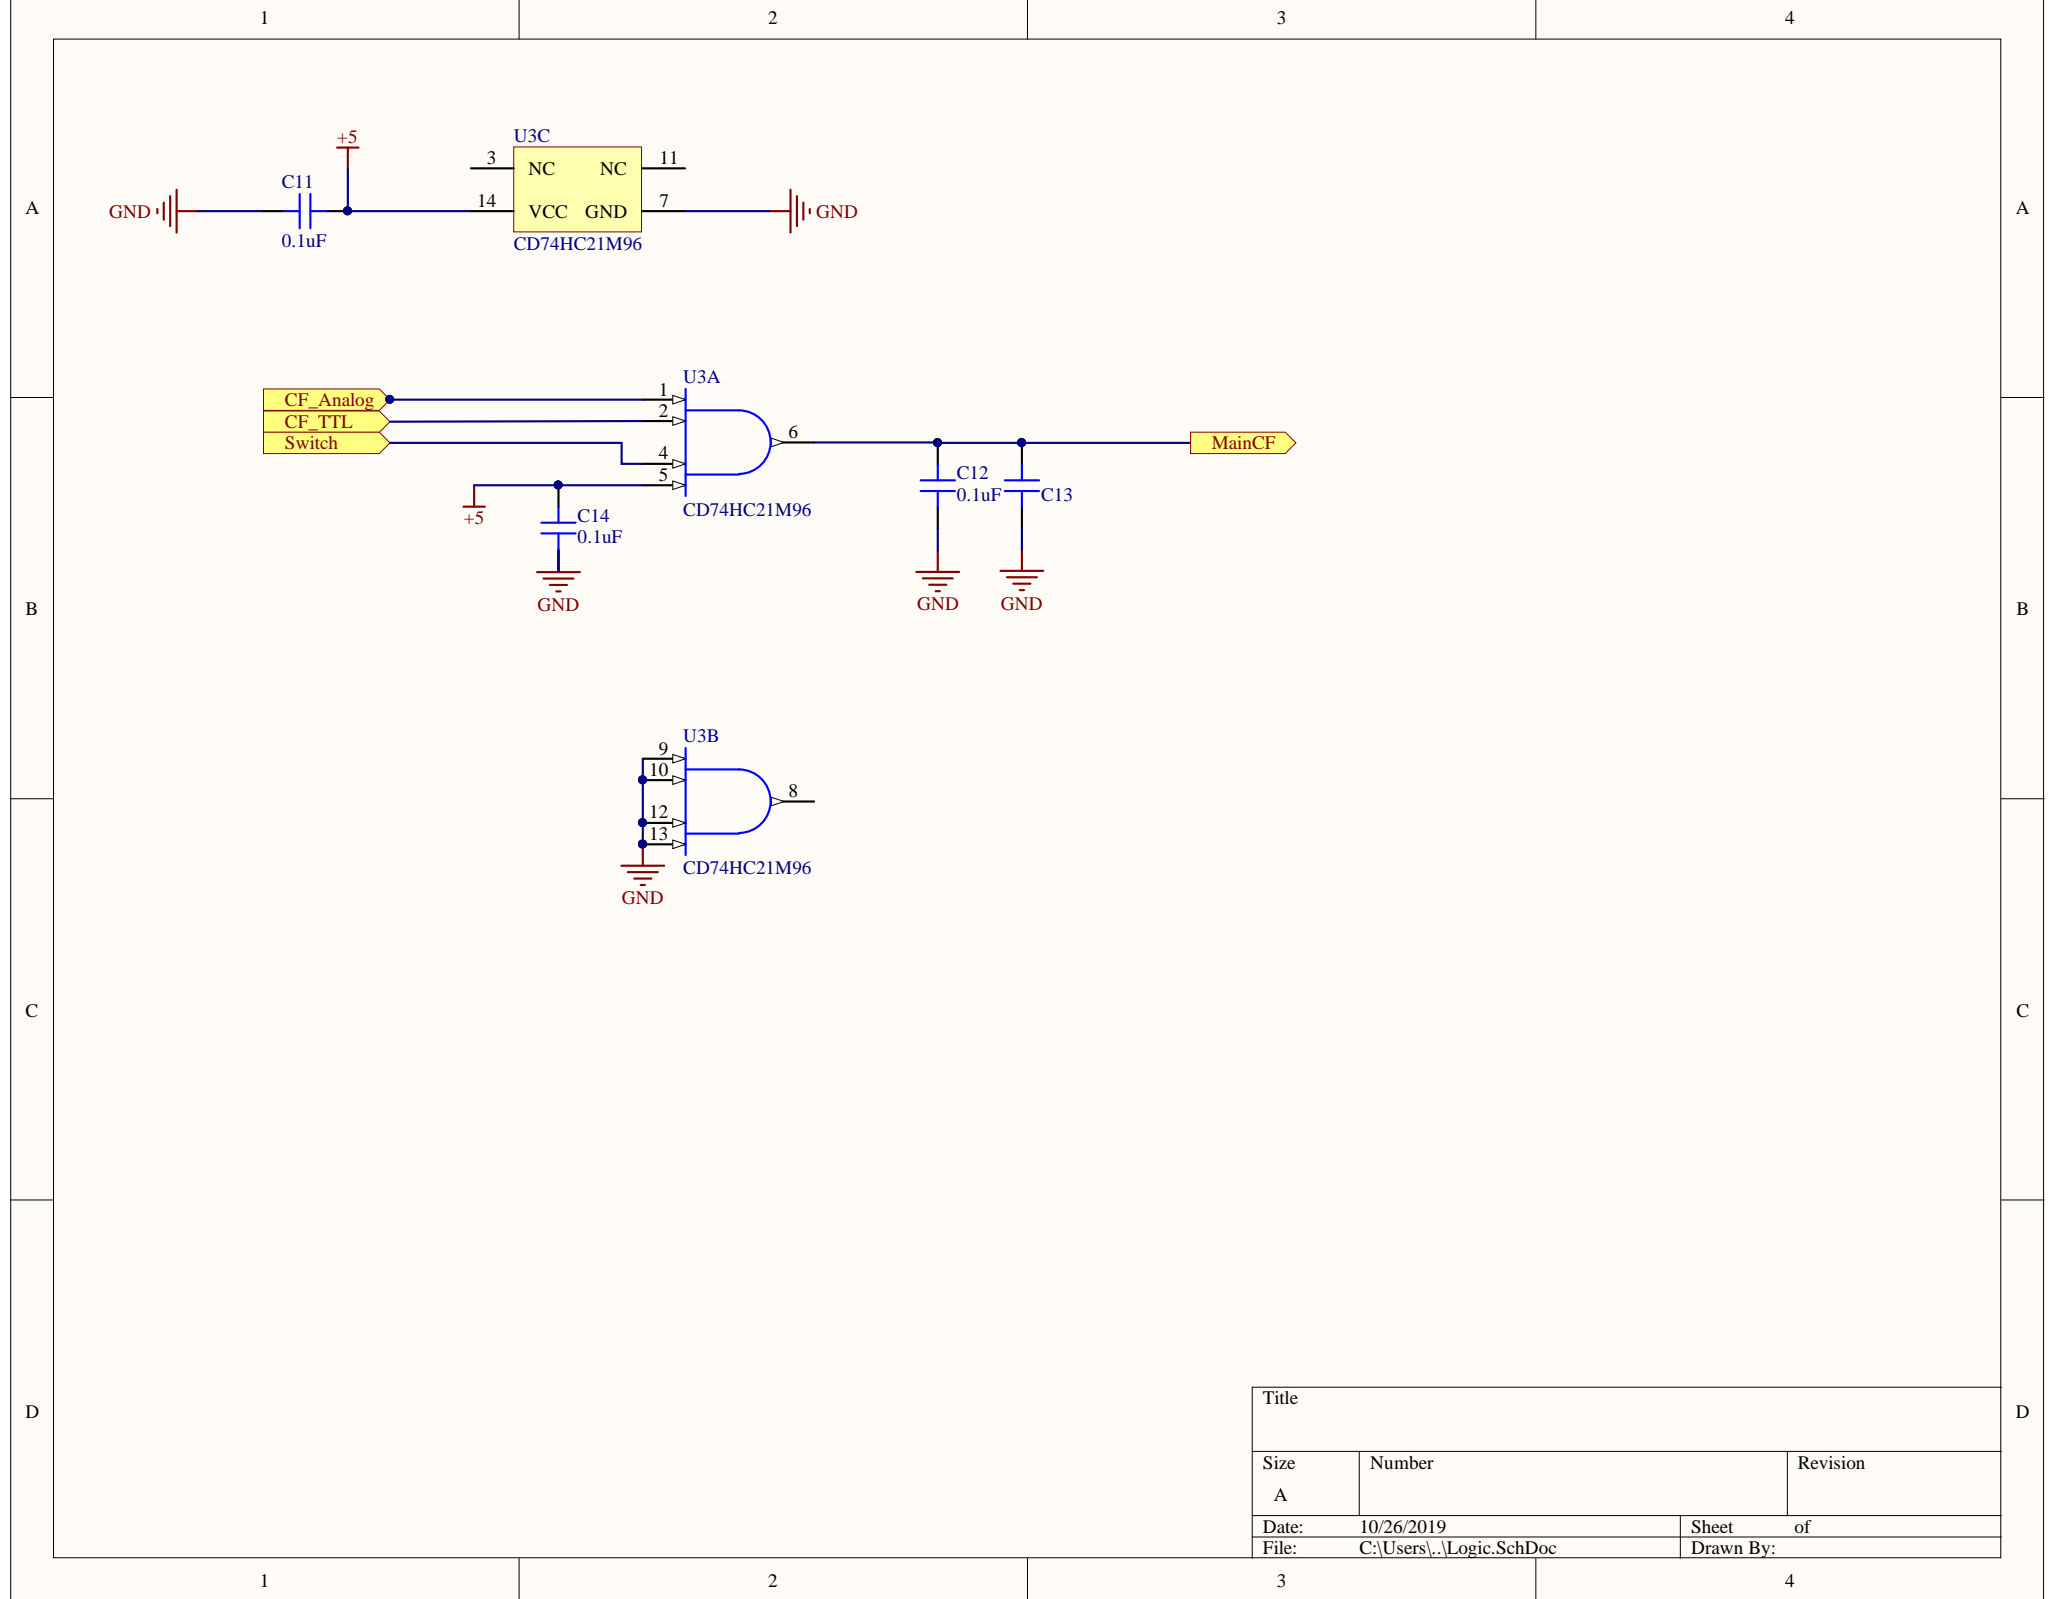 1 2 3 4
+5
U3C
3 NC NC 11
C11
A GND 14 VCC GND 7 GND A
0.1uF CD74HC21M96
U3A
CF_Analog 1
CF_TTL 2
Switch 6 MainCF
4
5
C12
0.1uF C13
+5 C14 CD74HC21M96
0.1uF
GND GND GND
B B
U3B
9
10
8
12
13
CD74HC21M96
GND
C C
Title
D D
Size Number Revision
A
Date: 10/26/2019 Sheet of
File: C:\Users\..\Logic.SchDoc Drawn By:
1 2 3 4